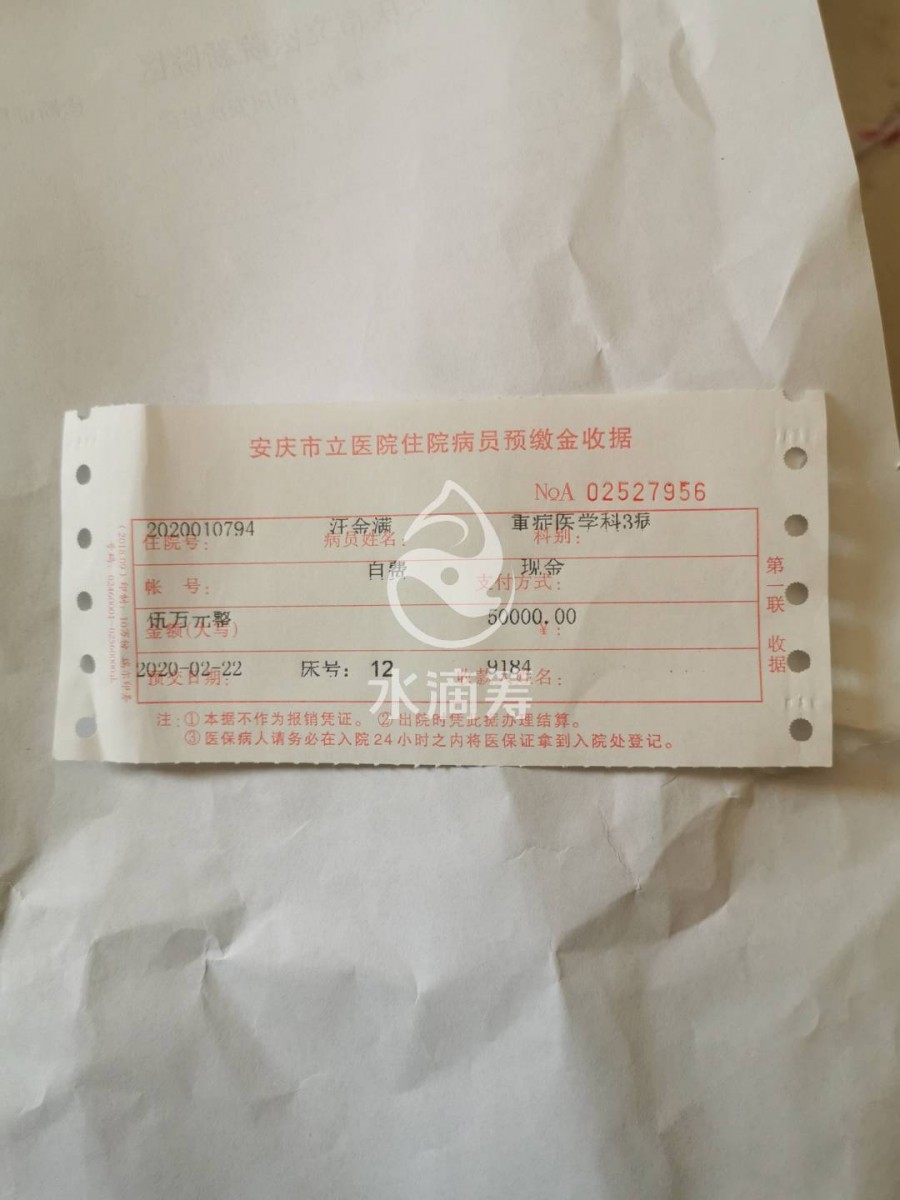 安庆市立医院住院病员预缴金收据
NoA 02527956
2020010794 汪金满 重症医学科3病
住院号: 病员姓名: 科别:
自费 现金
帐 号: 支付方式:
伍万元整 50000.00
金额(大写) ¥:
2020-02-22 床号: 12 9184
预交日期: 收款 姓名:
第一联 收据
水滴筹
注:①本据不作为报销凭证。②出院时凭此据办理结算。
③医保病人请务必在入院24小时之内将医保证拿到入院处登记。